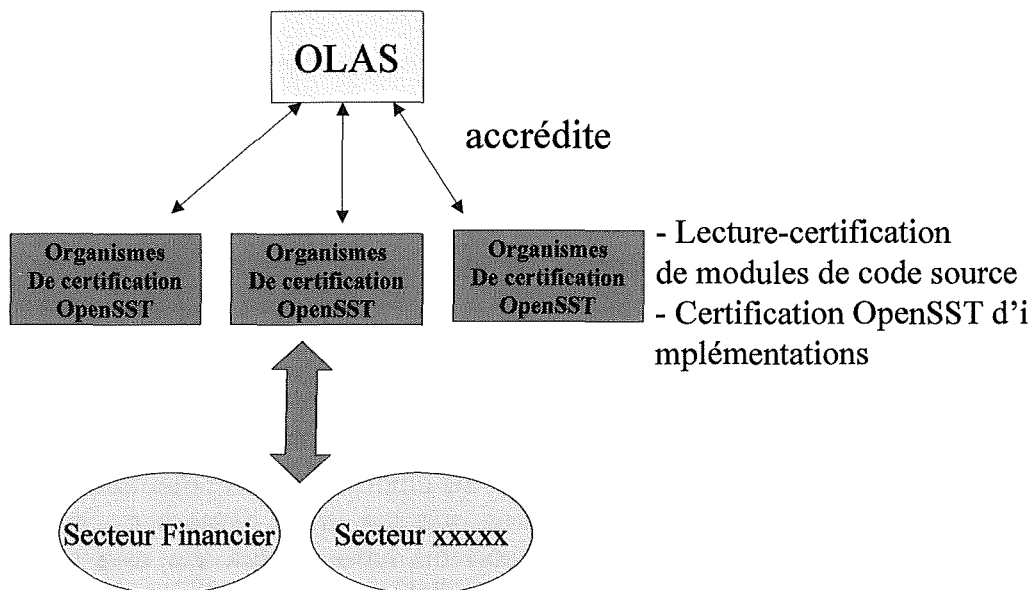 OLAS
accrédite
Organismes
De certification
OpenSST
Organismes
De certification
OpenSST
Organismes
De certification
OpenSST
- Lecture-certification
de modules de code source
- Certification OpenSST d'i
mplémentations
Secteur Financier
Secteur xxxxx